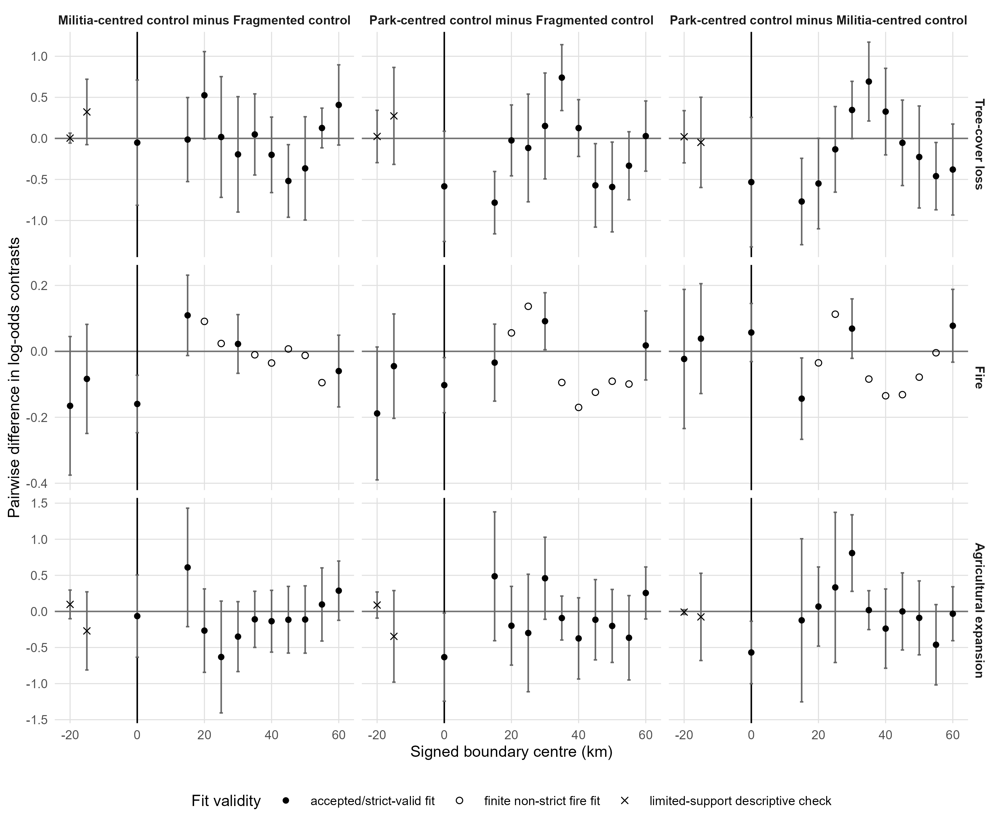 Militia-centred control minus Fragmented control
Park-centred control minus Fragmented control
Park-centred control minus Militia-centred control
1.0
0.5
0.0
-0.5
-1.0
Tree-cover loss
0.2
0.0
-0.2
-0.4
Fire
1.5
1.0
0.5
0.0
-0.5
-1.0
-1.5
Agricultural expansion
Pairwise difference in log-odds contrasts
-20 0 20 40 60
-20 0 20 40 60
-20 0 20 40 60
Signed boundary centre (km)
Fit validity
accepted/strict-valid fit
finite non-strict fire fit
limited-support descriptive check